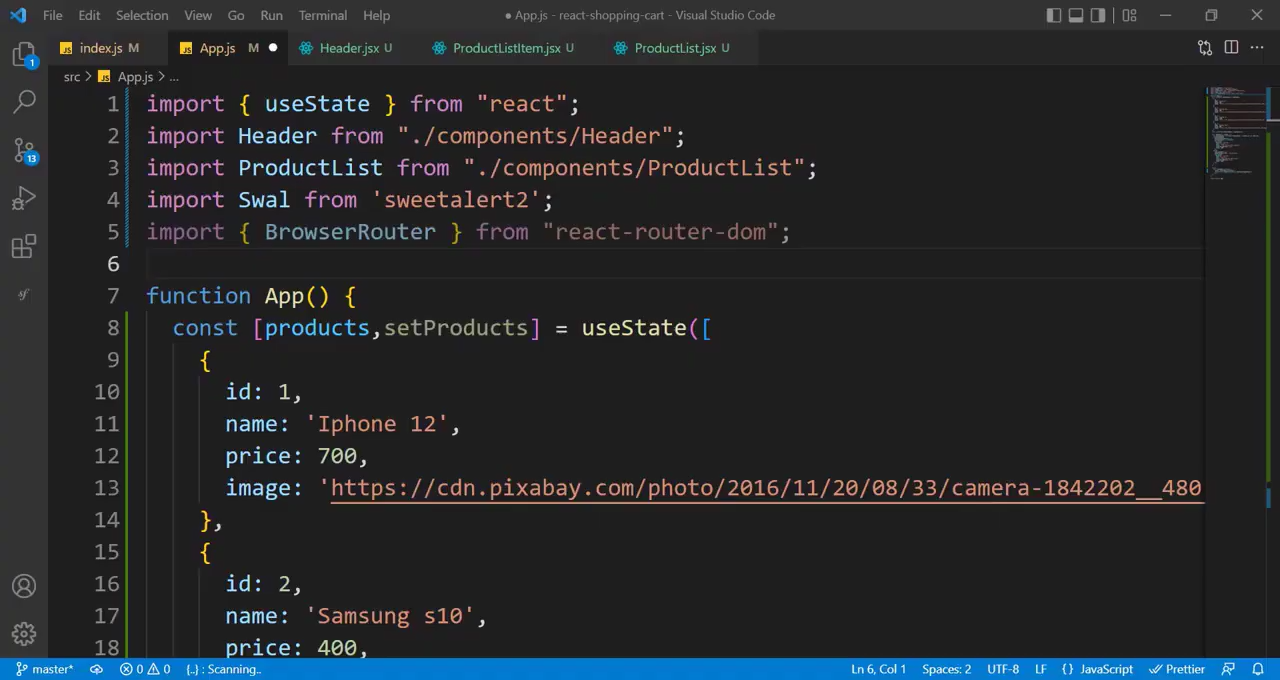 File Edit Selection View Go Run Terminal Help
● App.js - react-shopping-cart - Visual Studio Code
JS index.js M
JS App.js M ●
Header.jsx U
ProductListItem.jsx U
ProductList.jsx U
src > JS App.js > ...
1 import { useState } from "react";
2 import Header from "./components/Header";
3 import ProductList from "./components/ProductList";
4 import Swal from 'sweetalert2';
5 import { BrowserRouter } from "react-router-dom";
6
7 function App() {
8 const [products,setProducts] = useState([
9 {
10 id: 1,
11 name: 'Iphone 12',
12 price: 700,
13 image: 'https://cdn.pixabay.com/photo/2016/11/20/08/33/camera-1842202__480
14 },
15 {
16 id: 2,
17 name: 'Samsung s10',
18 price: 400,
1
13
master* 0 0 {..} : Scanning.. Ln 6, Col 1 Spaces: 2 UTF-8 LF {} JavaScript Prettier